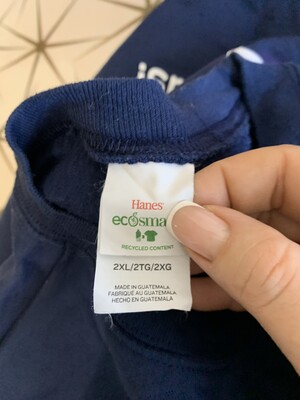 Hanes
ecosma
RECYCLED CONTENT
2XL/2TG/2XG
MADE IN GUATEMALA
FABRIQUÉ AU GUATEMALA
HECHO EN GUATEMALA